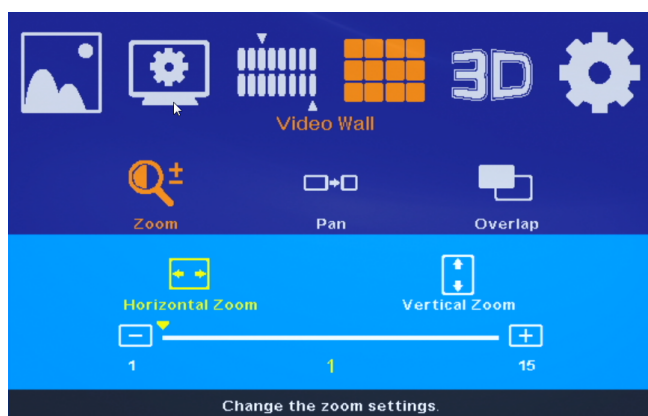 3D
Video Wall
Zoom
Pan
Overlap
Horizontal Zoom
Vertical Zoom
1
1
15
Change the zoom settings.